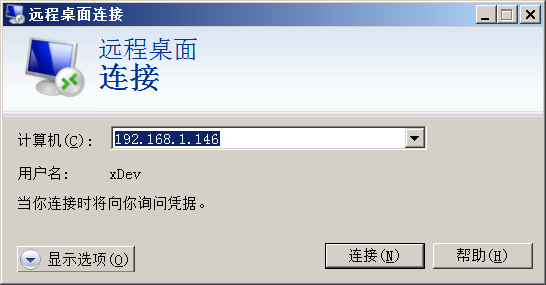 远程桌面连接
远程桌面
连接
计算机(C): 192.168.1.146
用户名: xDev
当你连接时将向你询问凭据。
显示选项(O) 连接(N) 帮助(H)